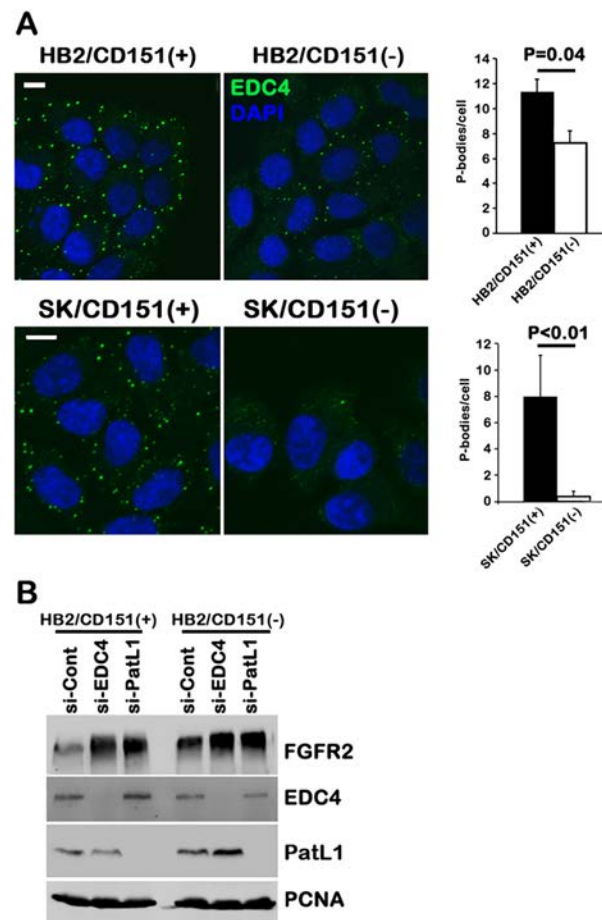 A
HB2/CD151(+)
HB2/CD151(-)
EDC4
DAPI
P=0.04
P-bodies/cell
14
12
10
8
6
4
2
0
HB2/CD151(+)
HB2/CD151(-)
SK/CD151(+)
SK/CD151(-)
P<0.01
P-bodies/cell
12
10
8
6
4
2
0
SK/CD151(+)
SK/CD151(-)
B
HB2/CD151(+)
HB2/CD151(-)
si-Cont
si-EDC4
si-PatL1
si-Cont
si-EDC4
si-PatL1
FGFR2
EDC4
PatL1
PCNA